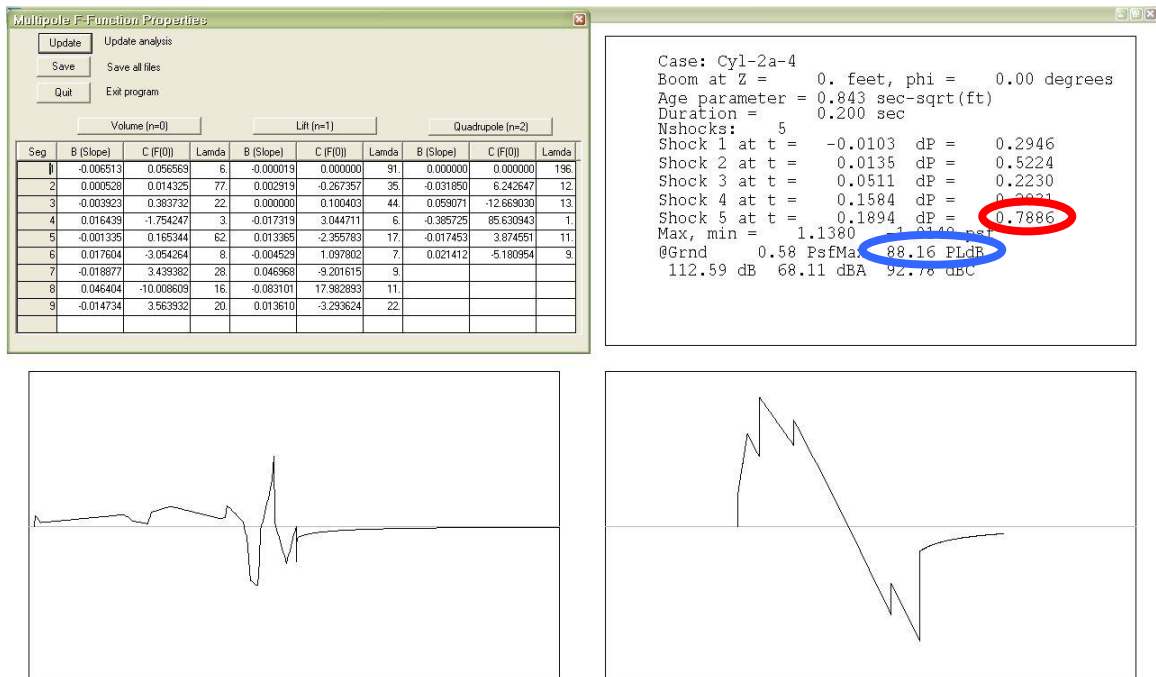 Multipole F-Function Properties
Update Update analysis
Save Save all files
Quit Exit program
Volume (n=0) Lift (n=1) Quadrupole (n=2)
Seg B (Slope) C (F(0)) Lamda B (Slope) C (F(0)) Lamda B (Slope) C (F(0)) Lamda
-0.006513 0.056569 6. -0.000019 0.000000 91. 0.000000 0.000000 196.
2 0.000528 0.014325 77. 0.002919 -0.267357 35. -0.031850 6.242647 12.
3 -0.003923 0.383732 22. 0.000000 0.100403 44. 0.059071 -12.669030 13.
4 0.016439 -1.754247 3. -0.017319 3.044711 6. -0.385725 85.630943 1.
5 -0.001335 0.165344 62. 0.013365 -2.355783 17. -0.017453 3.874551 11.
6 0.017604 -3.054264 8. -0.004529 1.097802 7. 0.021412 -5.180954 9.
7 -0.018877 3.439382 28. 0.046968 -9.201615 9.
8 0.046404 -10.008609 16. -0.083101 17.982893 11.
9 -0.014734 3.563932 20. 0.013610 -3.293624 22.
Case: Cyl-2a-4
Boom at Z = 0. feet, phi = 0.00 degrees
Age parameter = 0.843 sec-sqrt(ft)
Duration = 0.200 sec
Nshocks: 5
Shock 1 at t = -0.0103 dP = 0.2946
Shock 2 at t = 0.0135 dP = 0.5224
Shock 3 at t = 0.0511 dP = 0.2230
Shock 4 at t = 0.1584 dP =
Shock 5 at t = 0.1894 dP = 0.7886
Max, min = 1.1380 psf
@Grnd 0.58 PsfMax 88.16 PLdB
112.59 dB 68.11 dBA 92.78 dBC